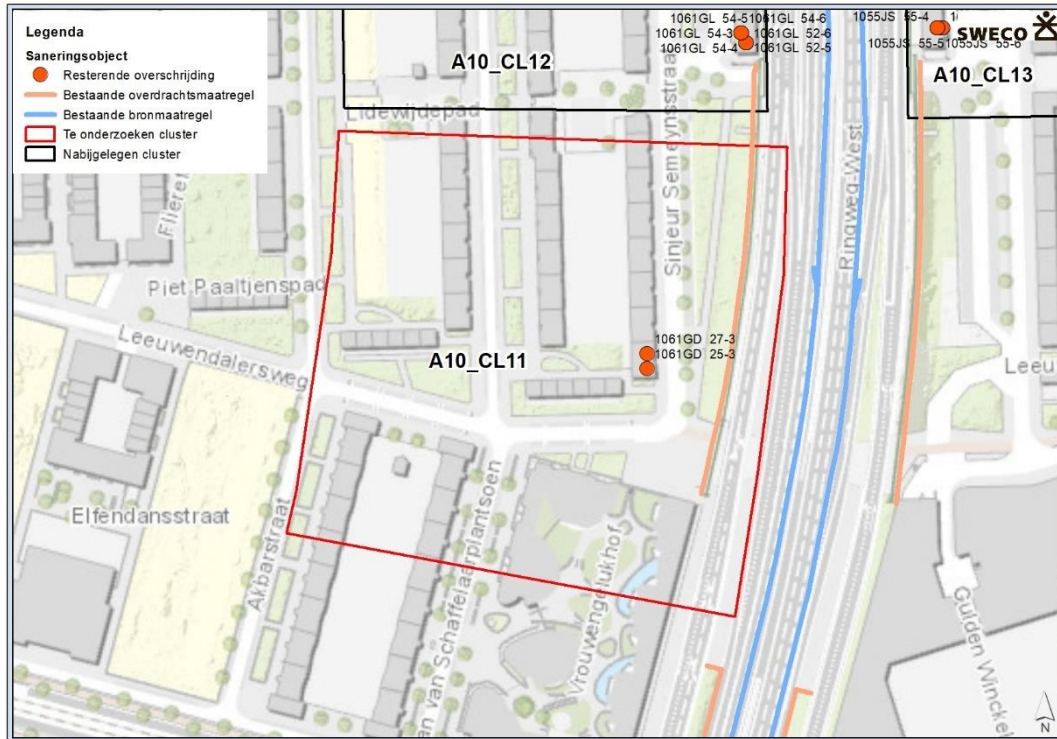 Legenda
Saneringsobject
Resterende overschrijding
Bestaande overdrachtsmaatregel
Bestaande bronmaatregel
Te onderzoeken cluster
Nabijgelegen cluster
1061GL 54-5 1061GL 54-6
1061GL 54-3 1061GL 52-6
1061GL 54-4 1061GL 52-5
1055JS 55-4
1055JS 55-5 1055JS 55-6
SWECO
A10_CL12
A10_CL13
Lidewijdepad
Sinjeur Semeynsstraat
Ringweg-West
Piet Paaltjenspad
Leeuwendalersweg
A10_CL11
1061GD 27-3
1061GD 25-3
Leeu
Elfendansstraat
Akbarstraat
an van Schaffelaarplantsoen
Vrouwengelukhof
Gulden Winckel
N